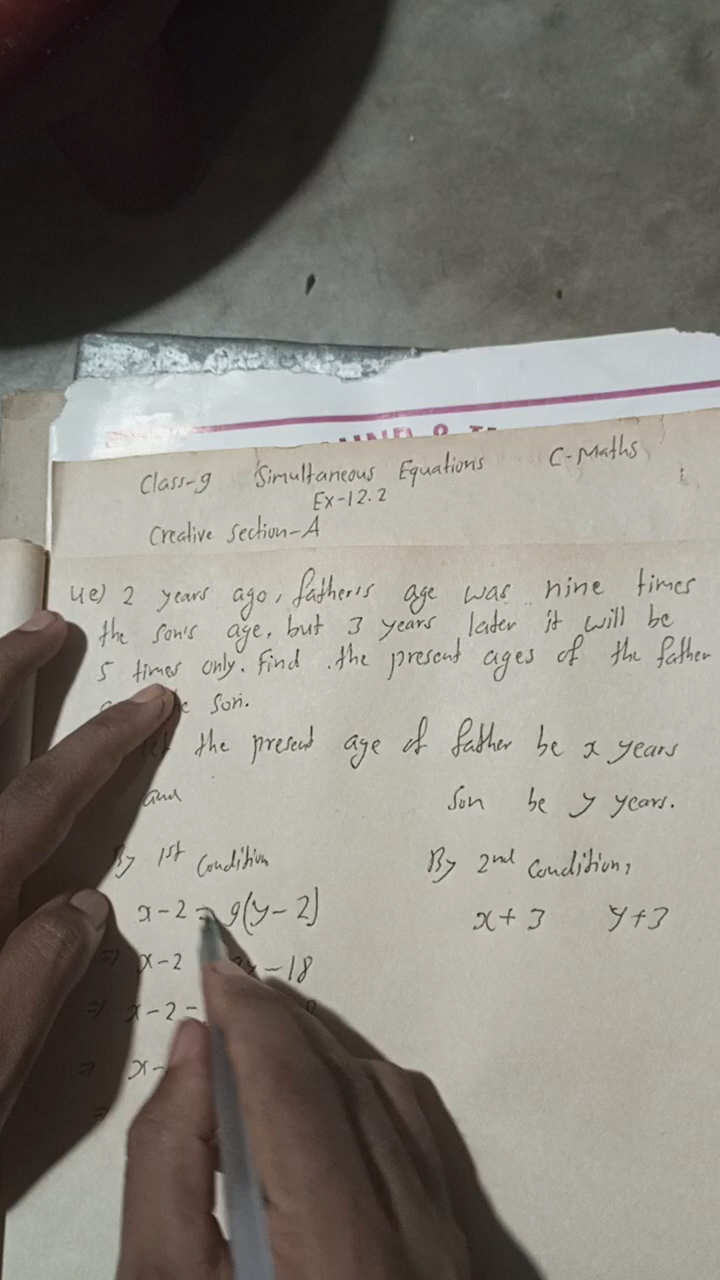 Class-9 Simultaneous Equations C-Maths
Ex-12.2
Creative section-A
4e) 2 years ago, father's age was nine times
the son's age, but 3 years later it will be
5 times only. Find the present ages of the father
son.
the present age of father be x years
and son be y years.
By 1st Condition
By 2nd Condition,
x-2 = 9(y-2)
x+3 y+3
⇒ x-2 -18
⇒ x-2-
⇒ x-
⇒